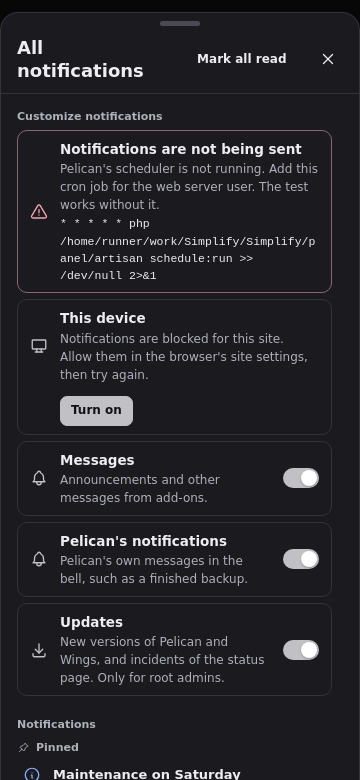 All
notifications
Mark all read
Customize notifications
Notifications are not being sent
Pelican's scheduler is not running. Add this
cron job for the web server user. The test
works without it.
* * * * * php
/home/runner/work/Simplify/Simplify/p
anel/artisan schedule:run >>
/dev/null 2>&1
This device
Notifications are blocked for this site.
Allow them in the browser's site settings,
then try again.
Turn on
Messages
Announcements and other
messages from add-ons.
Pelican's notifications
Pelican's own messages in the
bell, such as a finished backup.
Updates
New versions of Pelican and
Wings, and incidents of the status
page. Only for root admins.
Notifications
Pinned
Maintenance on Saturday